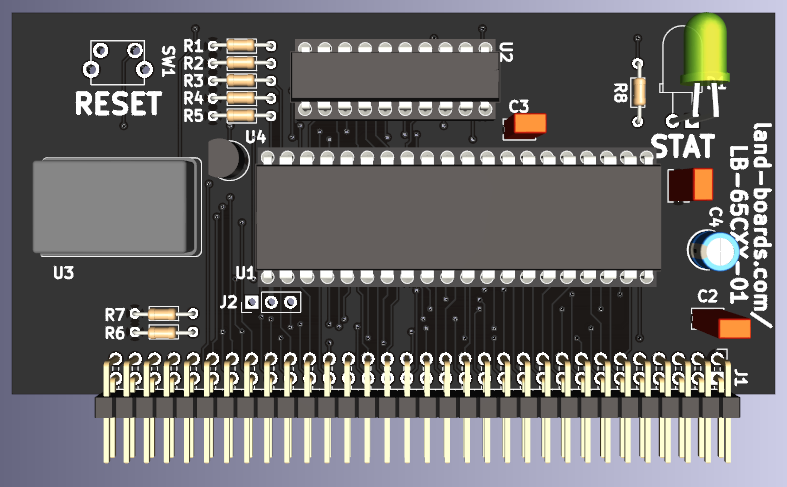 R1
R2
R3
R4
R5
SW1
RESET
U2
C3
U4
R8
STAT
land-boards.com/
LB-65CXX-01
C4
U3
U1
J2
C2
R7
R6
J1